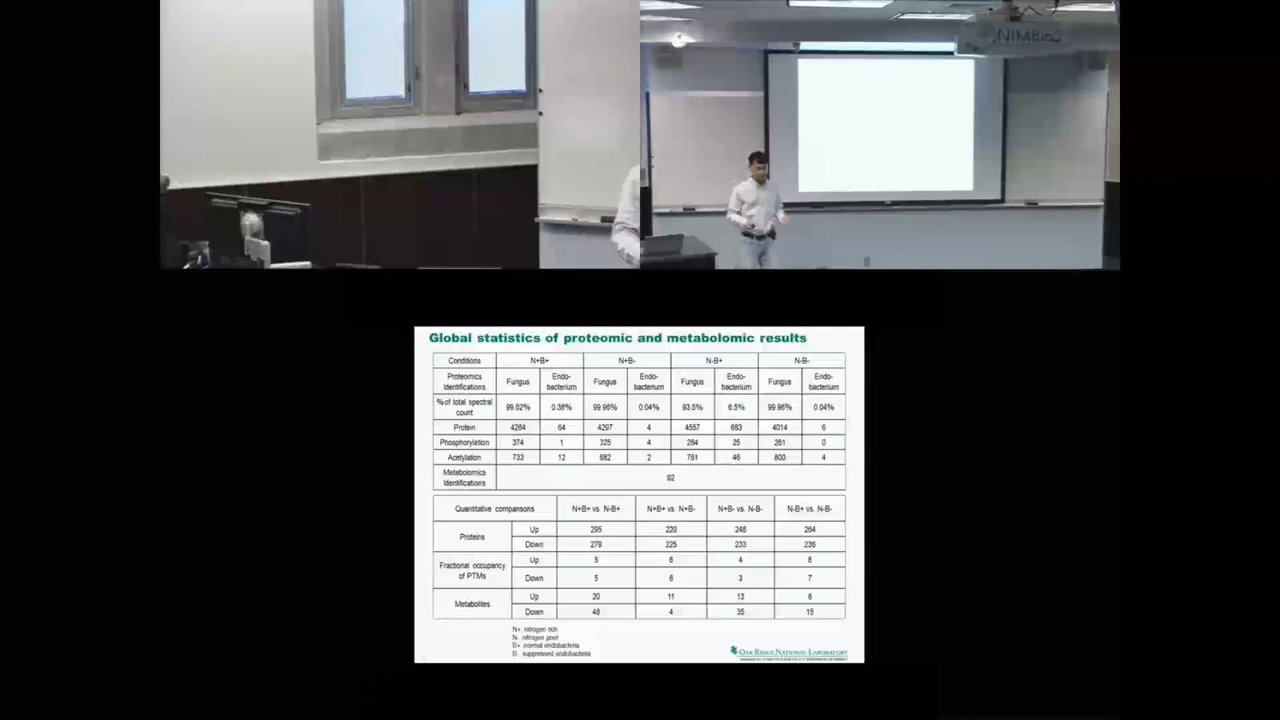 NIMB
Global statistics of proteomic and metabolomic results
Conditions N+B+ N+B- N-B+ N-B-
Proteomics Identifications Fungus Endo-bacterium Fungus Endo-bacterium Fungus Endo-bacterium Fungus Endo-bacterium
% of total spectral count 99.62% 0.38% 99.96% 0.04% 93.5% 6.5% 99.96% 0.04%
Protein 4264 64 4297 4 4557 683 4014 6
Phosphorylation 374 1 325 4 284 25 261 0
Acetylation 733 12 682 2 761 46 800 4
Metabolomics Identifications 92
Quantitative comparisons N+B+ vs. N-B+ N+B+ vs. N+B- N+B- vs. N-B- N-B+ vs. N-B-
Proteins Up 295 220 248 264
Down 279 225 233 236
Fractional occupancy of PTMs Up 5 6 4 8
Down 5 6 3 7
Metabolites Up 20 11 13 6
Down 48 4 35 15
N+ nitrogen rich
N- nitrogen poor
B+ normal endobacteria
B- suppressed endobacteria
OAK RIDGE NATIONAL LABORATORY